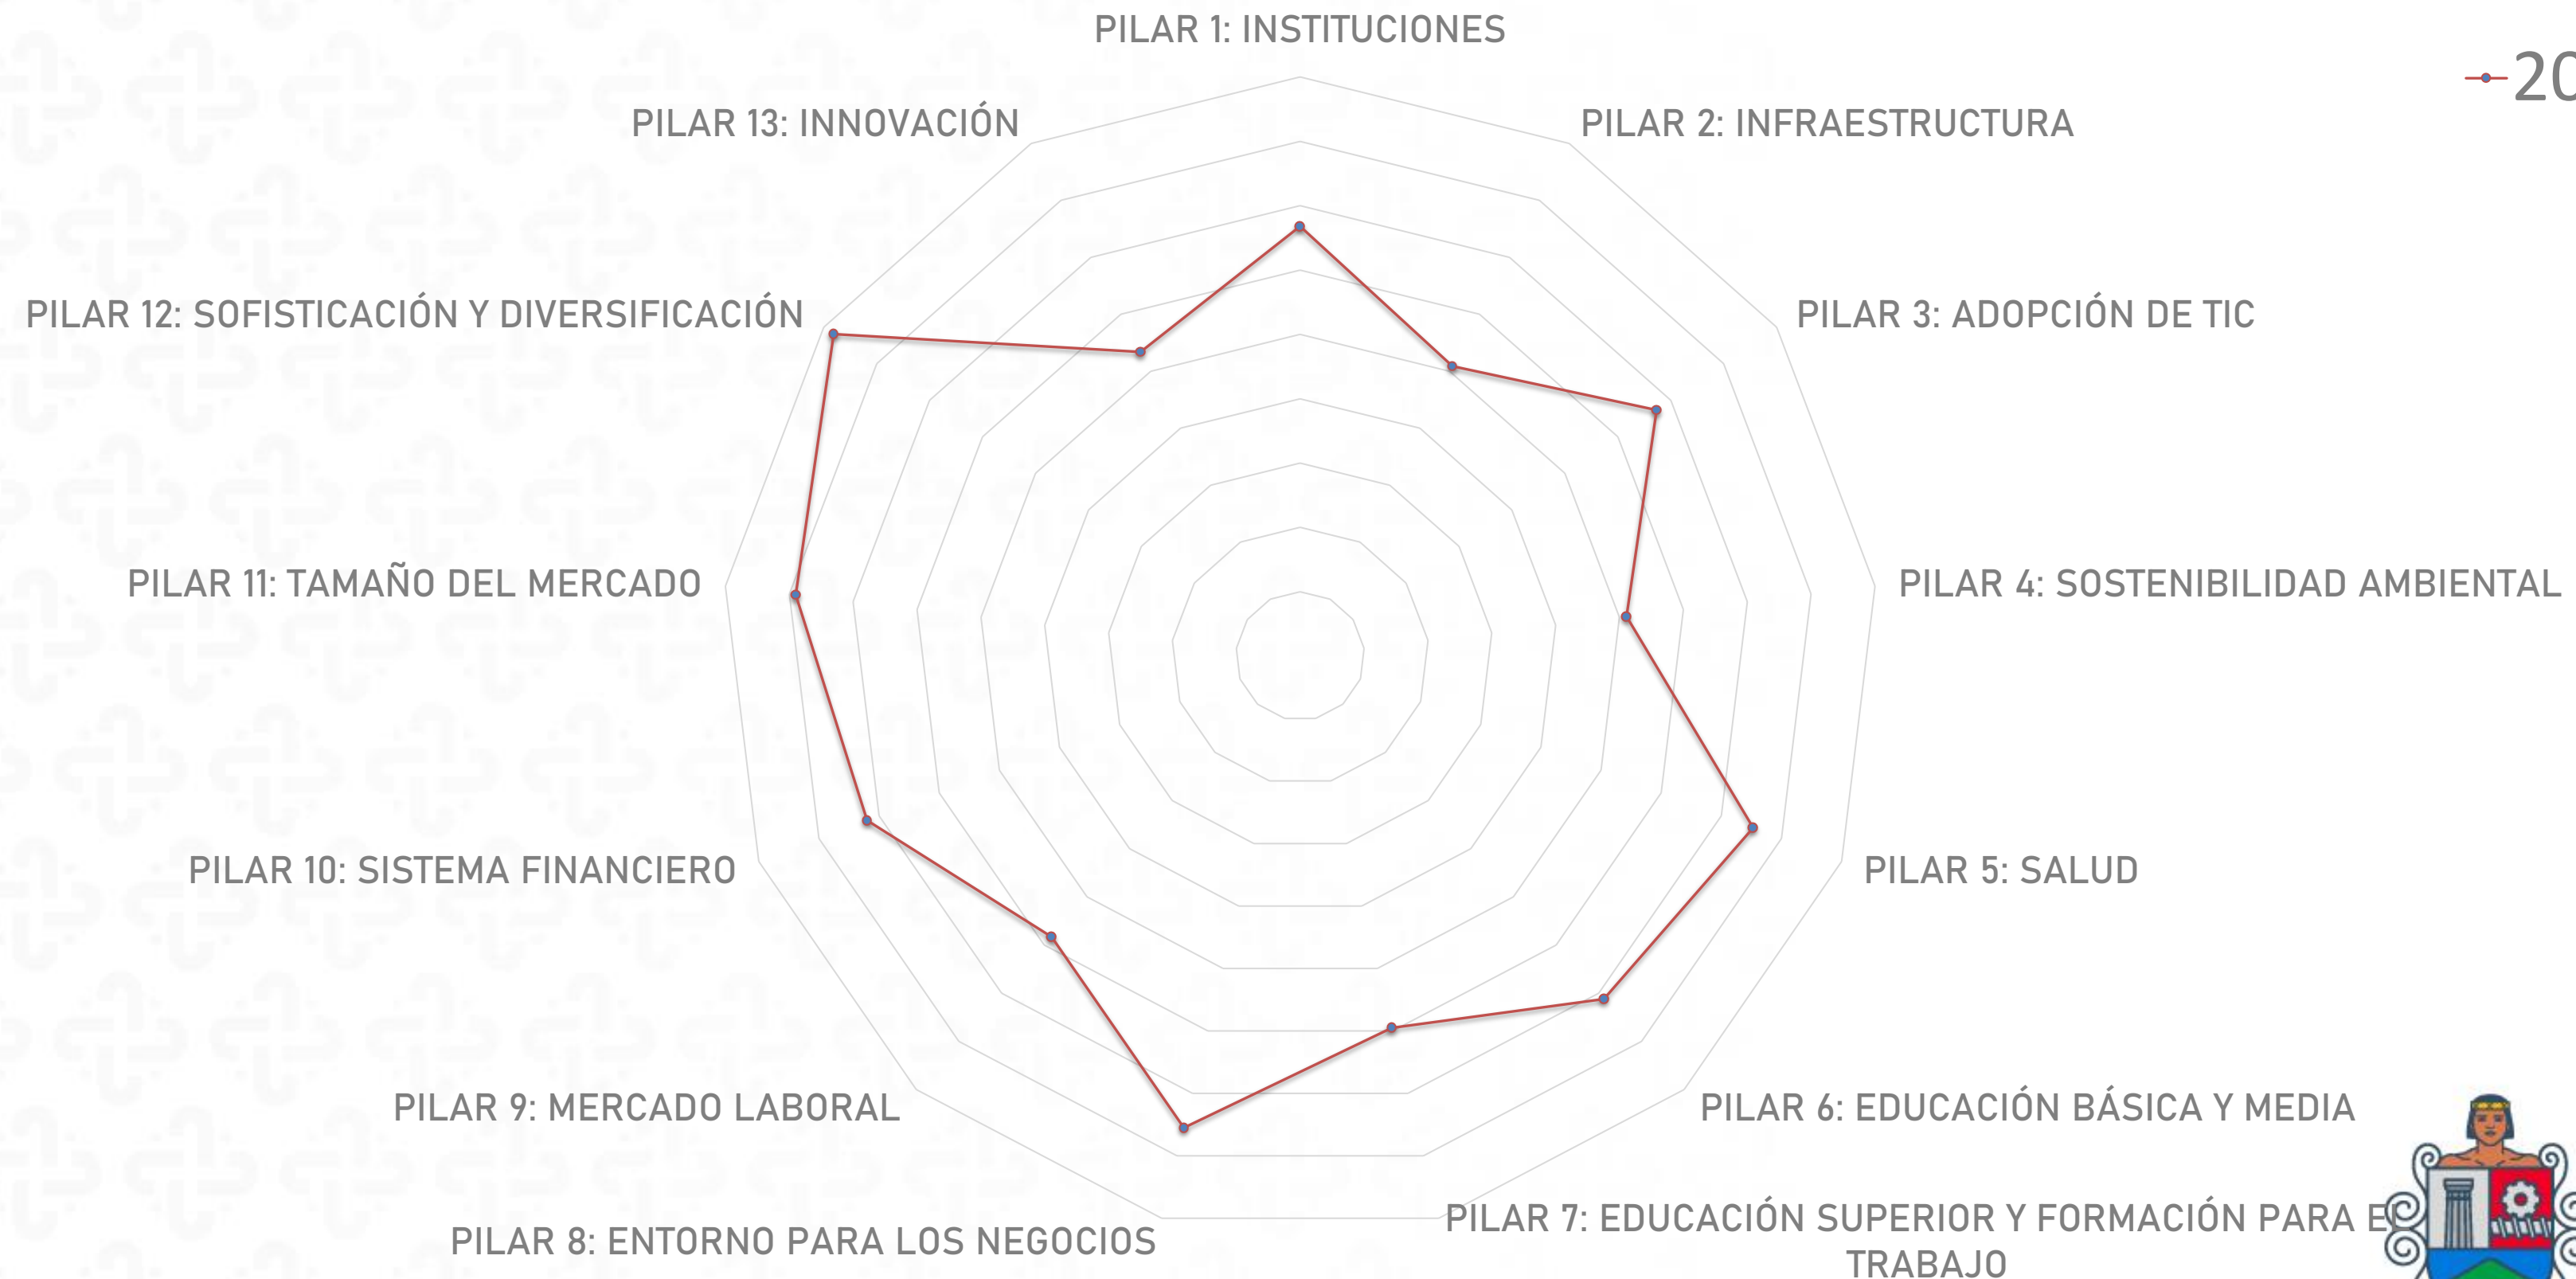 PILAR 1: INSTITUCIONES
20
PILAR 13: INNOVACIÓN
PILAR 2: INFRAESTRUCTURA
PILAR 12: SOFISTICACIÓN Y DIVERSIFICACIÓN
PILAR 3: ADOPCIÓN DE TIC
PILAR 11: TAMAÑO DEL MERCADO
PILAR 4: SOSTENIBILIDAD AMBIENTAL
PILAR 10: SISTEMA FINANCIERO
PILAR 5: SALUD
PILAR 9: MERCADO LABORAL
PILAR 6: EDUCACIÓN BÁSICA Y MEDIA
PILAR 8: ENTORNO PARA LOS NEGOCIOS
PILAR 7: EDUCACIÓN SUPERIOR Y FORMACIÓN PARA
TRABAJO